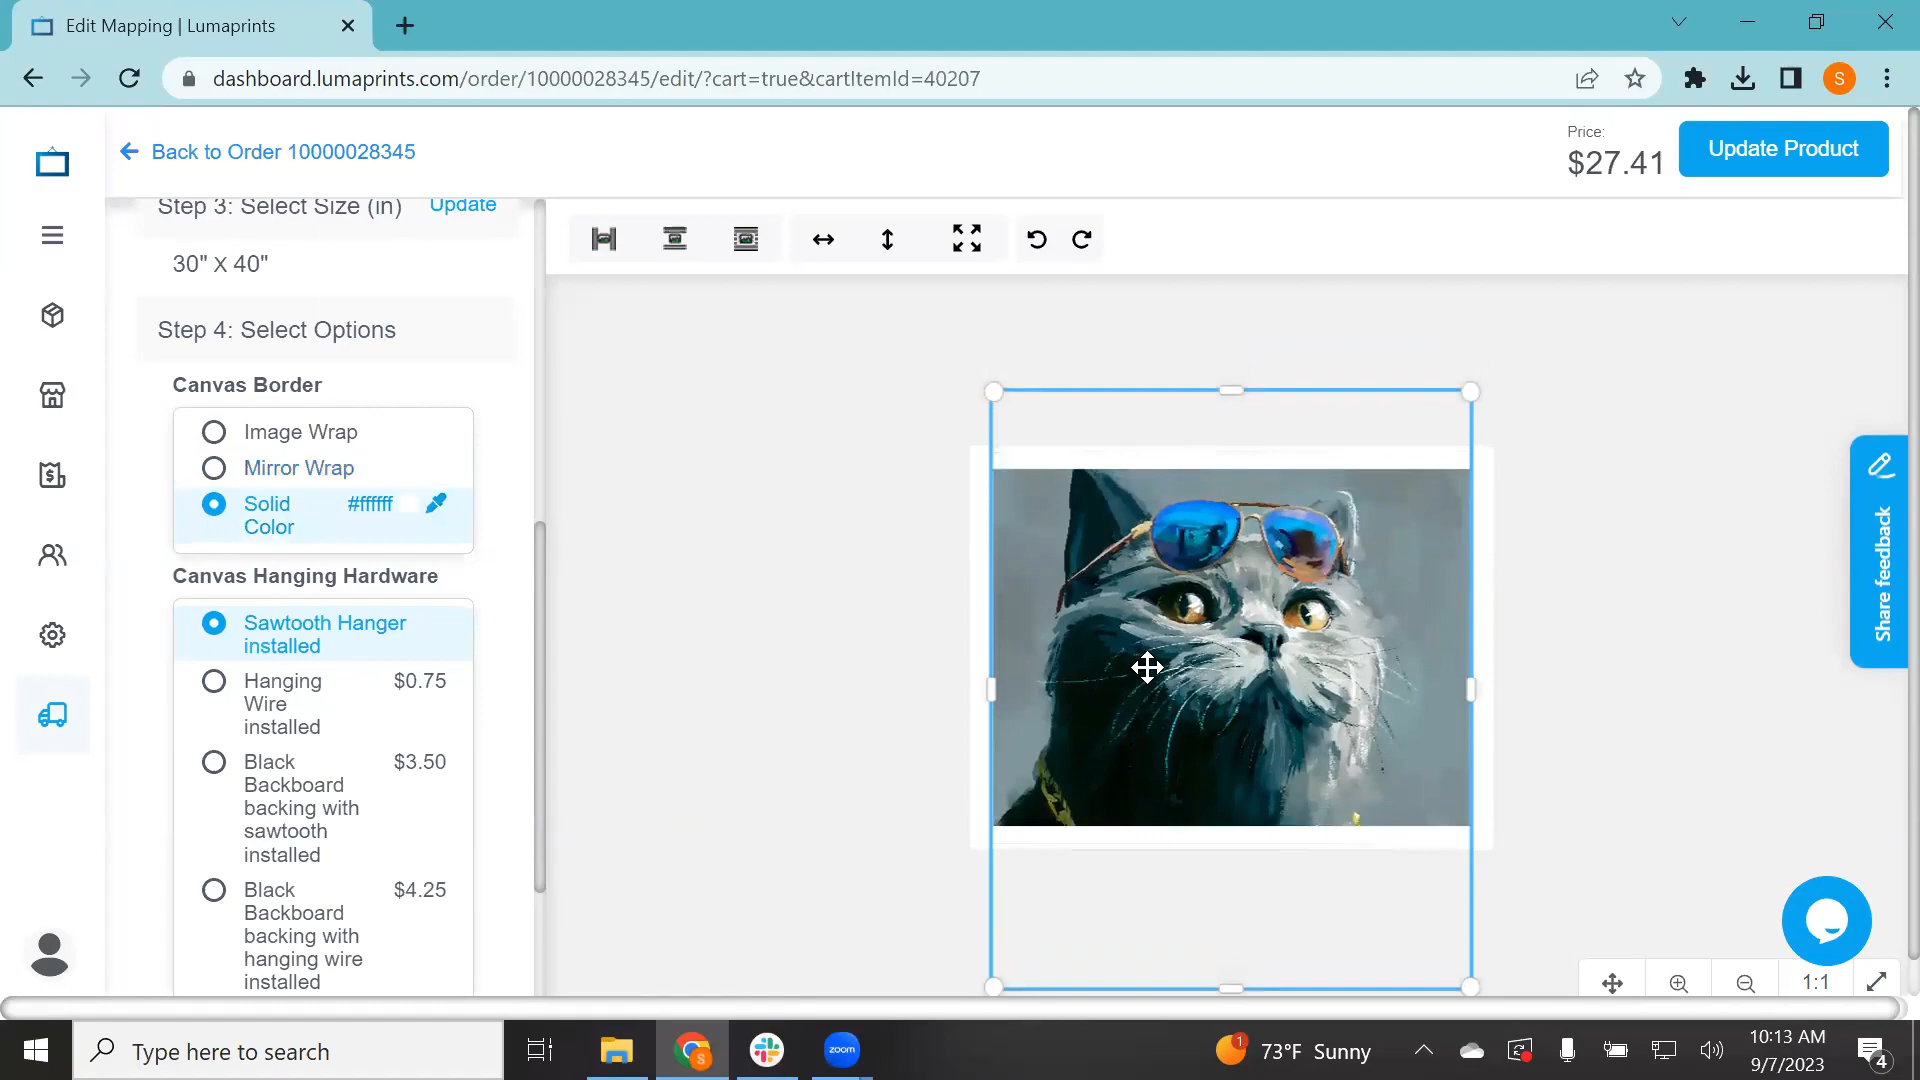 Edit Mapping | Lumaprints
dashboard.lumaprints.com/order/10000028345/edit/?cart=true&cartItemId=40207
S
Back to Order 10000028345
Price:
$27.41
Update Product
Step 3: Select Size (in)
Update
30" X 40"
Step 4: Select Options
Canvas Border
Image Wrap
Mirror Wrap
Solid
Color
#ffffff
Canvas Hanging Hardware
Sawtooth Hanger
installed
Hanging
Wire
installed
$0.75
Black
Backboard
backing with
sawtooth
installed
$3.50
Black
Backboard
backing with
hanging wire
installed
$4.25
Share feedback
1:1
Type here to search
S
zoom
1
73°F Sunny
10:13 AM
9/7/2023
4